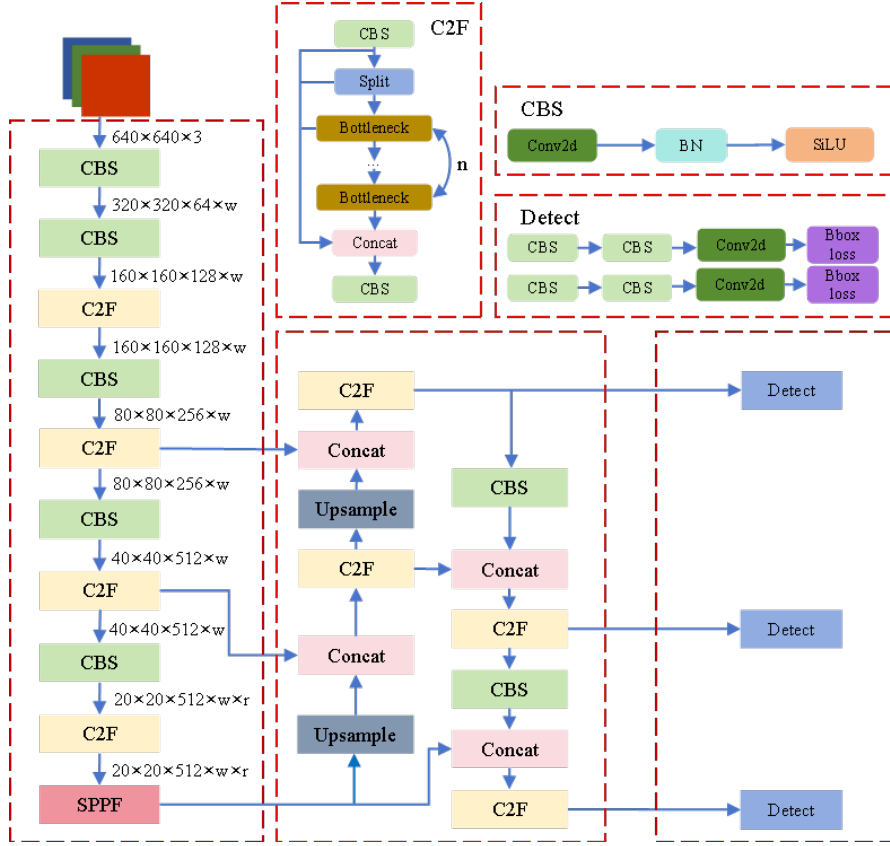 640×640×3
CBS
320×320×64×w
CBS
160×160×128×w
C2F
160×160×128×w
CBS
80×80×256×w
C2F
80×80×256×w
CBS
40×40×512×w
C2F
40×40×512×w
CBS
20×20×512×w×r
C2F
20×20×512×w×r
SPPF
C2F
CBS
Split
Bottleneck
...
Bottleneck
n
Concat
CBS
CBS
Conv2d
BN
SiLU
Detect
CBS
CBS
Conv2d
Bbox
loss
CBS
CBS
Conv2d
Bbox
loss
C2F
Concat
Upsample
C2F
Concat
Upsample
CBS
Concat
C2F
CBS
Concat
C2F
Detect
Detect
Detect